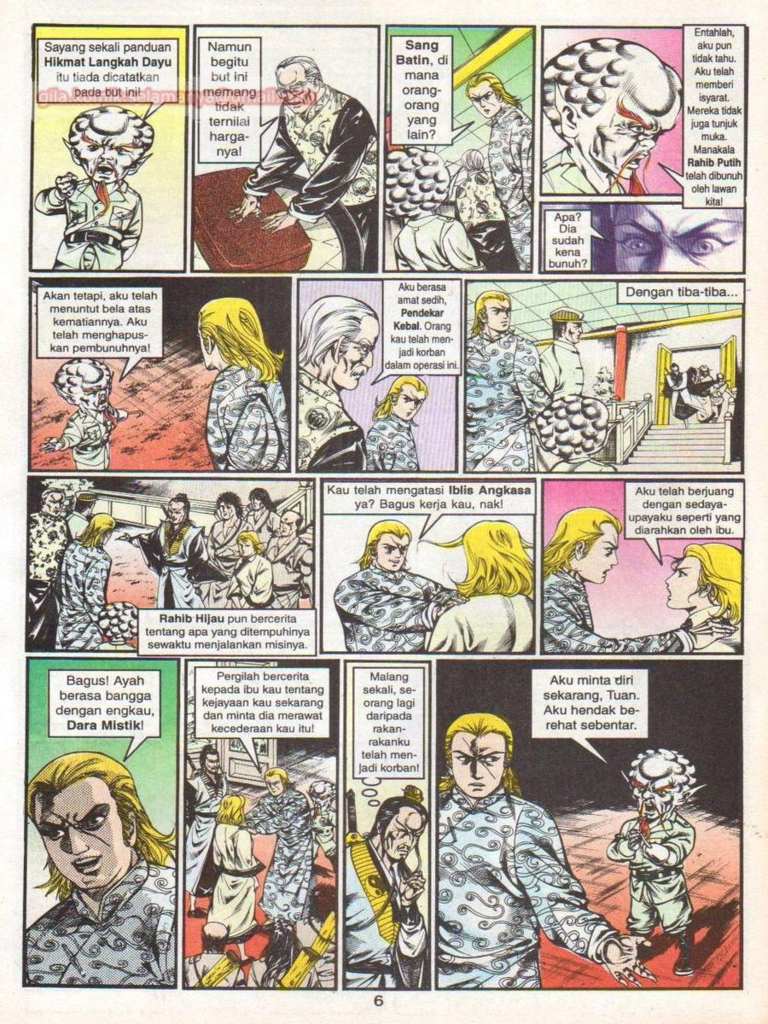 Sayang sekali panduan
Hikmat Langkah Dayu
itu tiada dicatatkan
pada but ini!
Namun
begitu
but ini
memang
tidak
ternilai
harga-
nya!
Sang
Batin, di
mana
orang-
orang
yang
lain?
Entahlah,
aku pun
tidak tahu.
Aku telah
memberi
isyarat.
Mereka tidak
juga tunjuk
muka.
Manakala
Rahib Putih
telah dibunuh
oleh lawan
kita!
Apa?
Dia
sudah
kena
bunuh?
Akan tetapi, aku telah
menuntut bela atas
kematiannya. Aku
telah menghapus-
kan pembunuhnya!
Aku berasa
amat sedih,
Pendekar
Kebal. Orang
kau telah men-
jadi korban
dalam operasi ini.
Dengan tiba-tiba...
Rahib Hijau pun bercerita
tentang apa yang ditempuhinya
sewaktu menjalankan misinya.
Kau telah mengatasi Iblis Angkasa
ya? Bagus kerja kau, nak!
Aku telah berjuang
dengan sedaya-
upayaku seperti yang
diarahkan oleh ibu.
Bagus! Ayah
berasa bangga
dengan engkau,
Dara Mistik!
Pergilah bercerita
kepada ibu kau tentang
kejayaan kau sekarang
dan minta dia merawat
kecederaan kau itu!
Malang
sekali, se-
orang lagi
daripada
rakan-
rakanku
telah men-
jadi korban!
Aku minta diri
sekarang, Tuan.
Aku hendak be-
rehat sebentar.
6